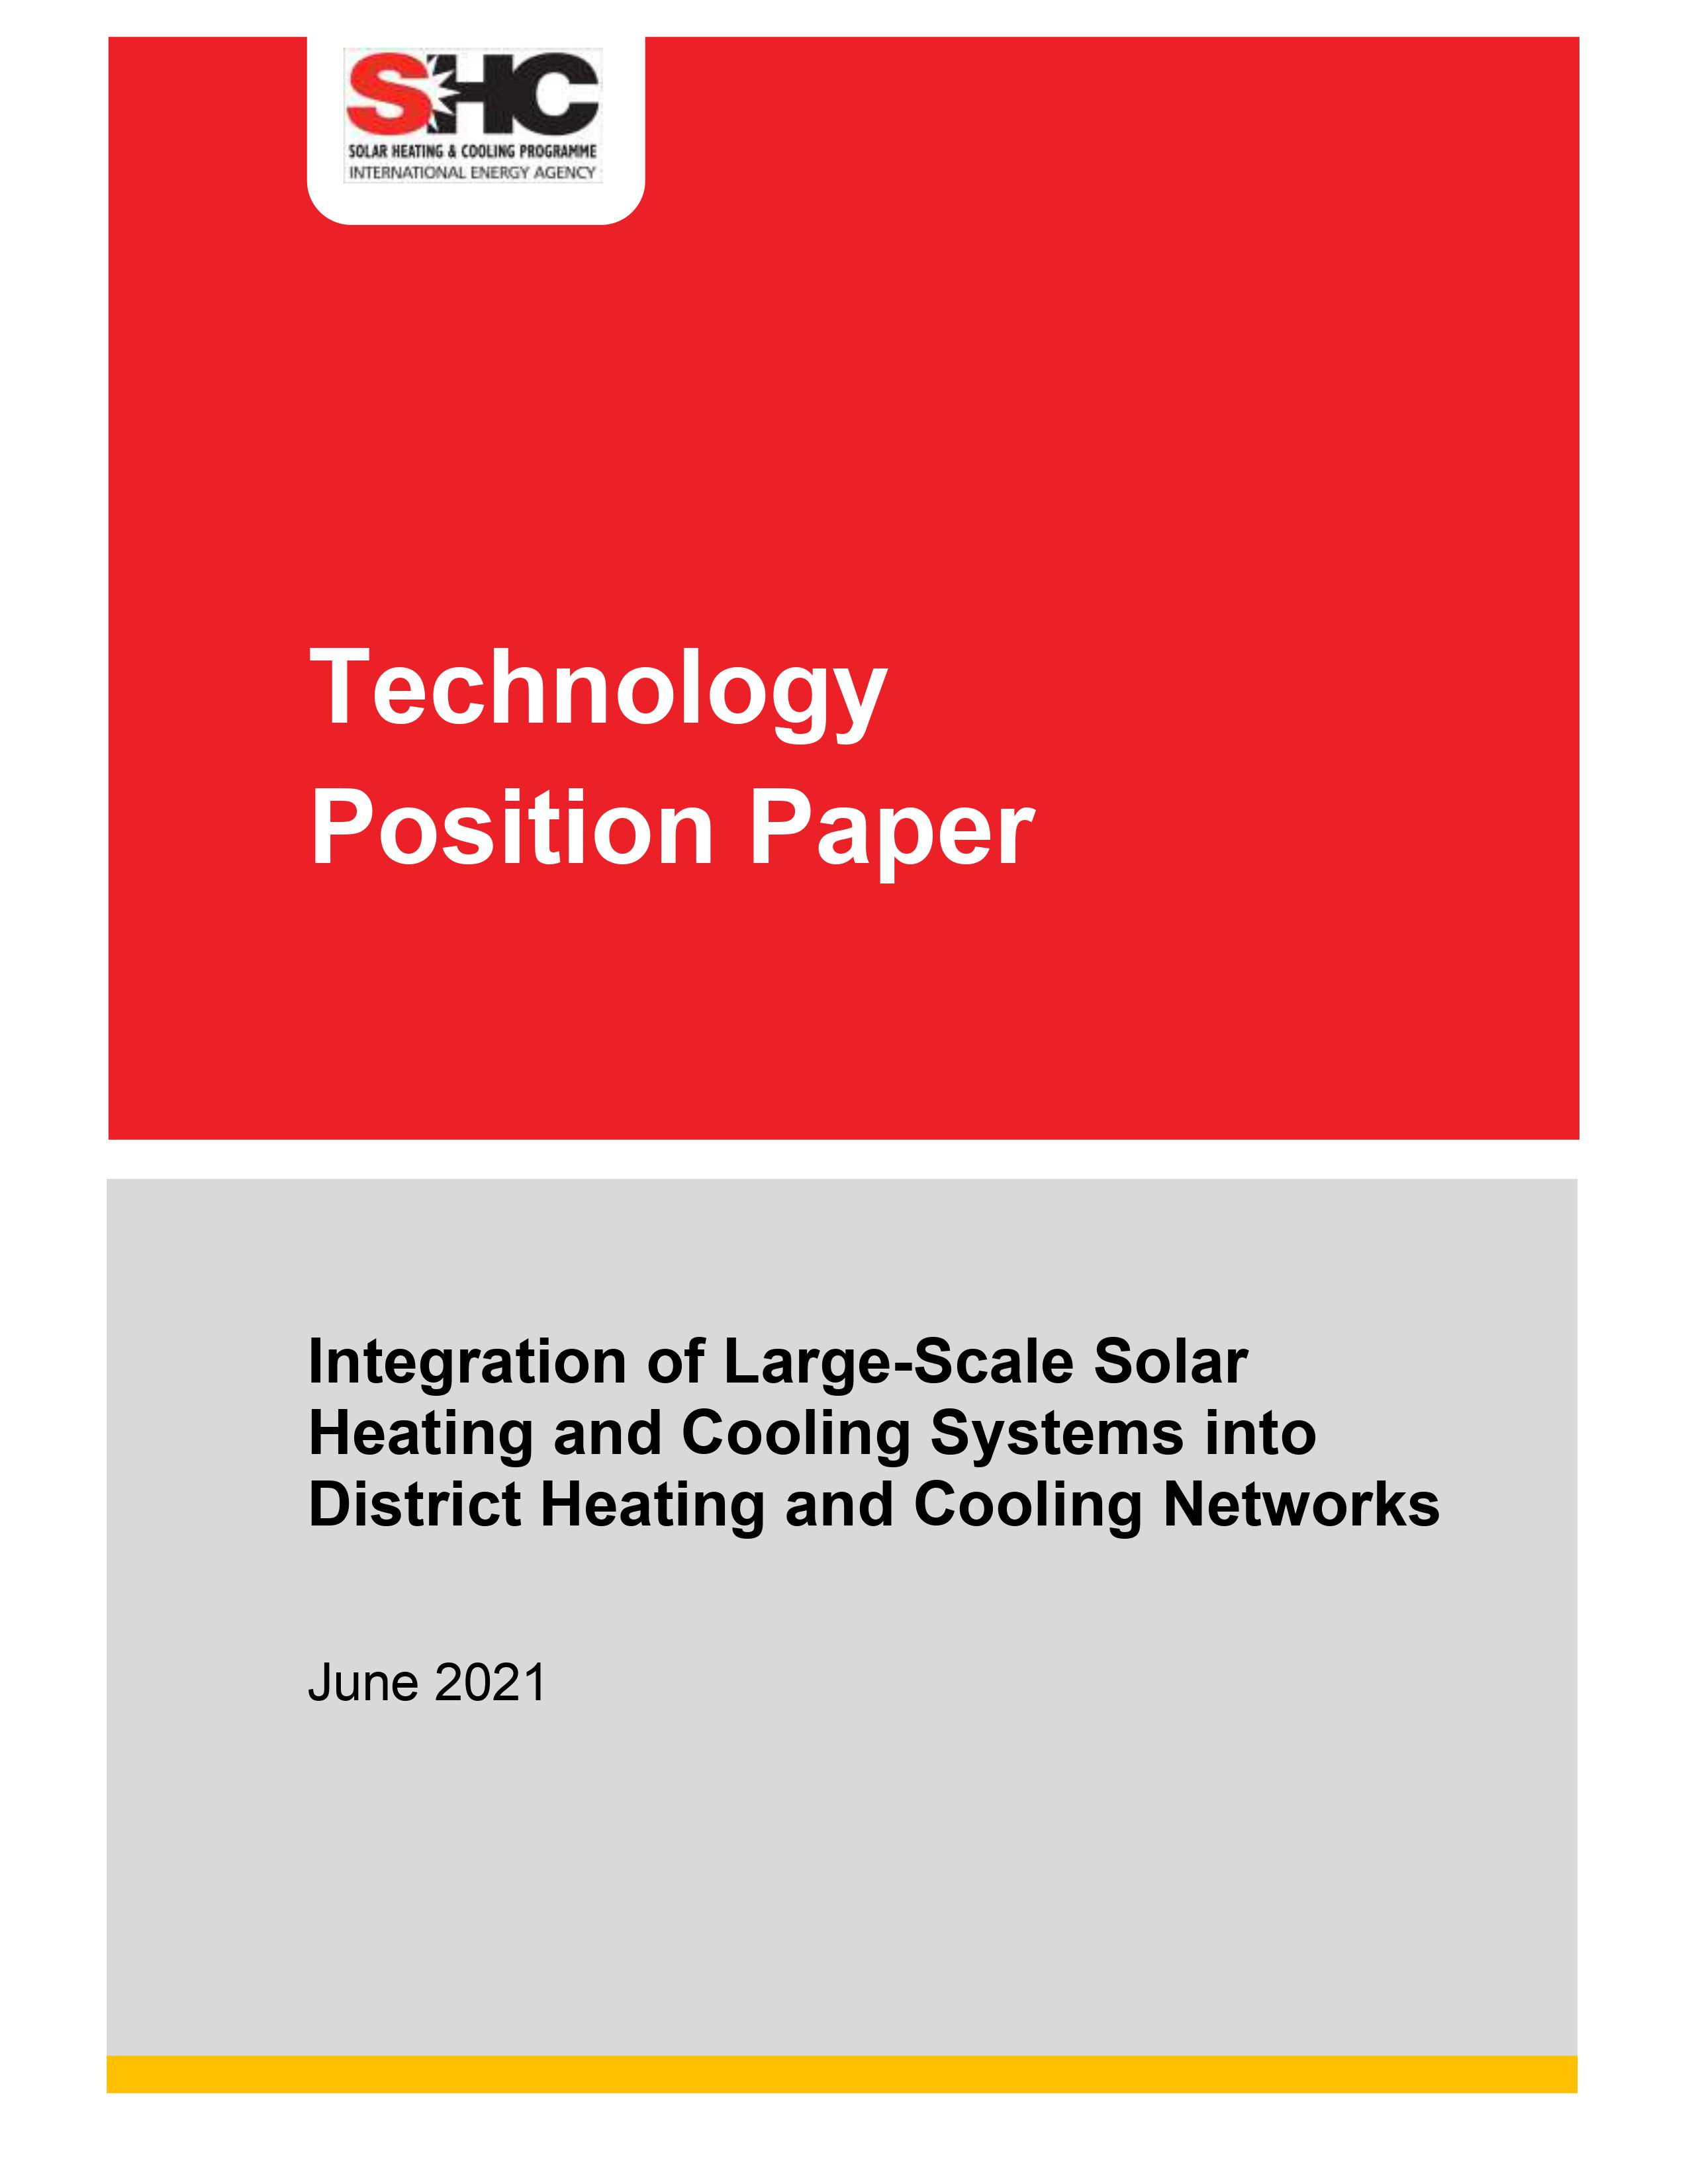 SHC
SOLAR HEATING & COOLING PROGRAMME
INTERNATIONAL ENERGY AGENCY
Technology
Position Paper
Integration of Large-Scale Solar
Heating and Cooling Systems into
District Heating and Cooling Networks
June 2021